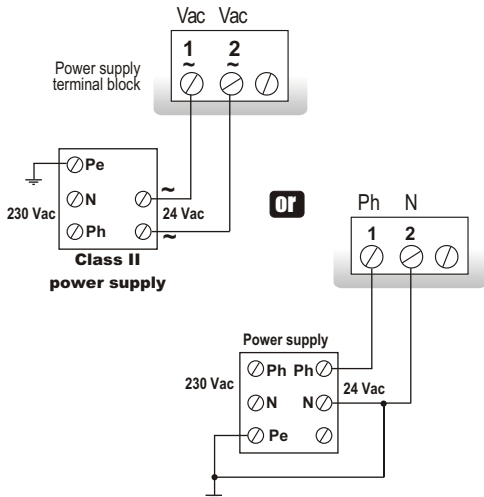 Vac Vac
1 2
~ ~
Power supply
terminal block
Pe
N
Ph
230 Vac
~
24 Vac
~
Class II
power supply
or
Ph N
1 2
Power supply
Ph Ph
230 Vac
24 Vac
N N
Pe